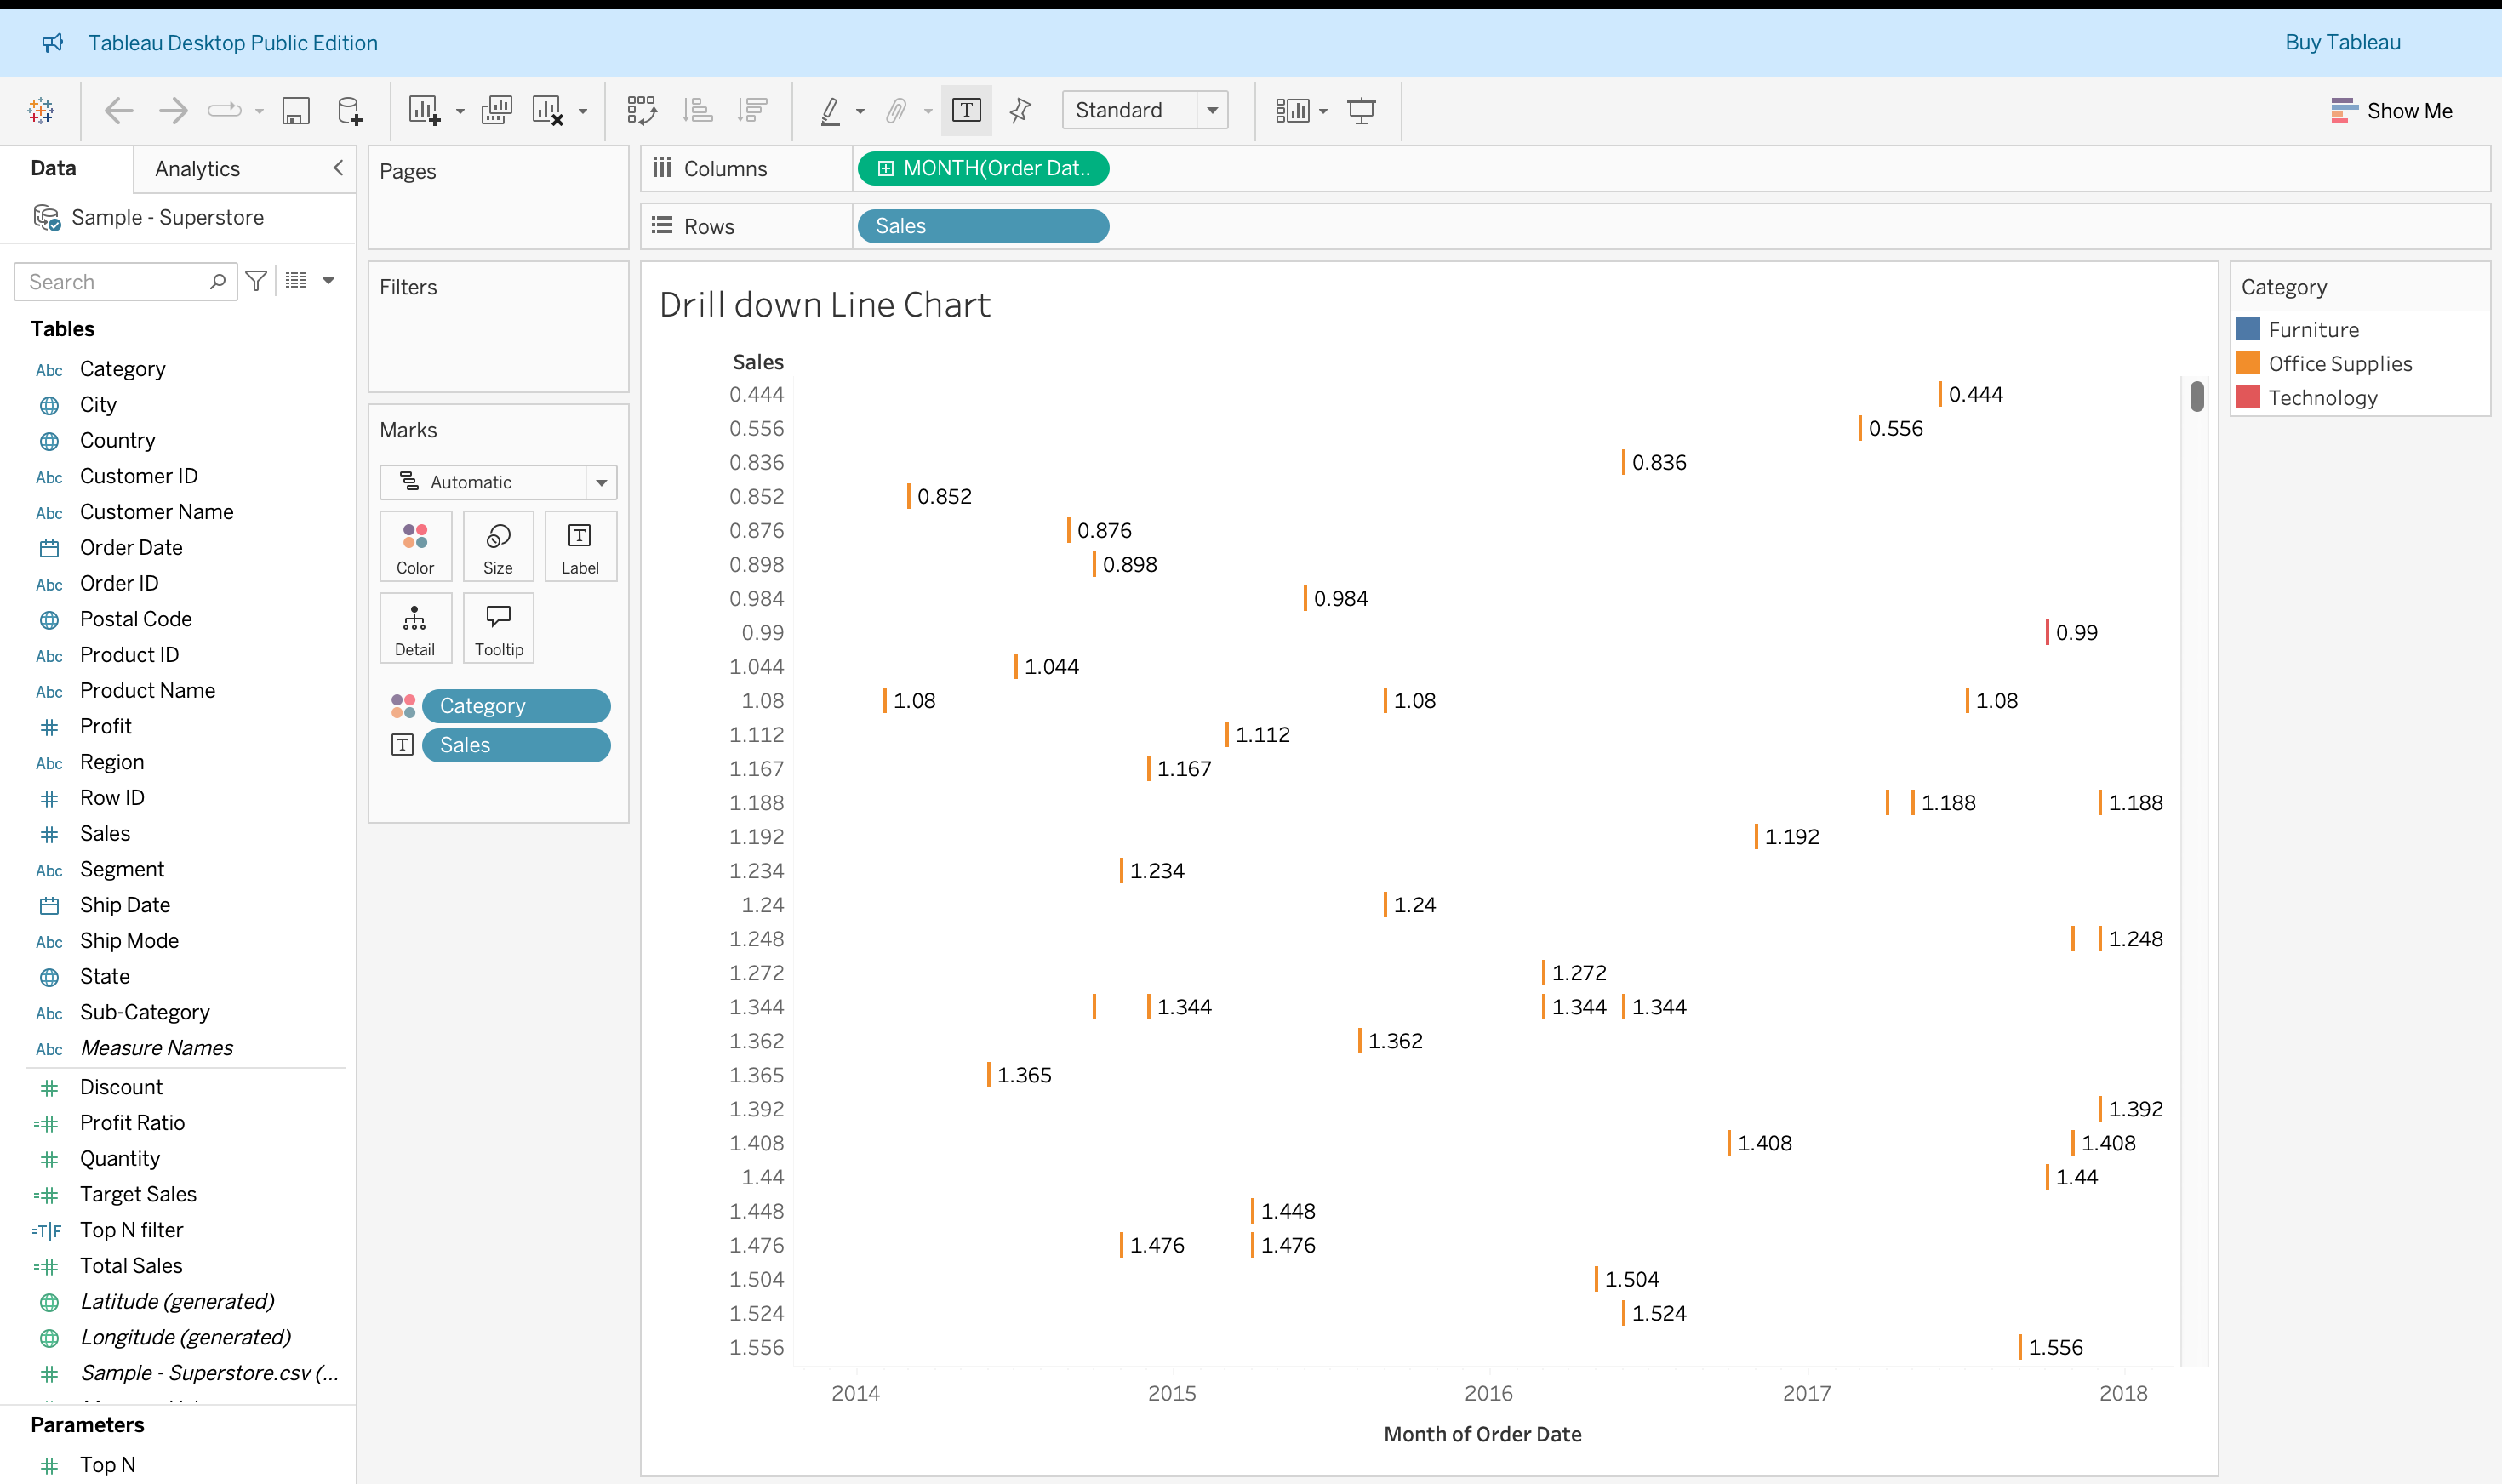 Tableau Desktop Public Edition
Buy Tableau
Standard
Show Me
Data
Analytics
Sample - Superstore
Search
Tables
Abc Category
City
Country
Abc Customer ID
Abc Customer Name
Order Date
Abc Order ID
Postal Code
Abc Product ID
Abc Product Name
# Profit
Abc Region
# Row ID
# Sales
Abc Segment
Ship Date
Abc Ship Mode
State
Abc Sub-Category
Abc Measure Names
# Discount
=# Profit Ratio
# Quantity
=# Target Sales
=T|F Top N filter
=# Total Sales
Latitude (generated)
Longitude (generated)
# Sample - Superstore.csv (...
Parameters
# Top N
Pages
Filters
Marks
Automatic
Color
Size
T Label
Detail
Tooltip
Category
T Sales
Columns
MONTH(Order Dat..
Rows
Sales
Drill down Line Chart
Sales
0.444 0.444
0.556 0.556
0.836 0.836
0.852 0.852
0.876 0.876
0.898 0.898
0.984 0.984
0.99 0.99
1.044 1.044
1.08 1.08 1.08 1.08
1.112 1.112
1.167 1.167
1.188 1.188 1.188
1.192 1.192
1.234 1.234
1.24 1.24
1.248 1.248
1.272 1.272
1.344 1.344 1.344 1.344
1.362 1.362
1.365 1.365
1.392 1.392
1.408 1.408 1.408
1.44 1.44
1.448 1.448
1.476 1.476 1.476
1.504 1.504
1.524 1.524
1.556 1.556
2014 2015 2016 2017 2018
Month of Order Date
Category
Furniture
Office Supplies
Technology